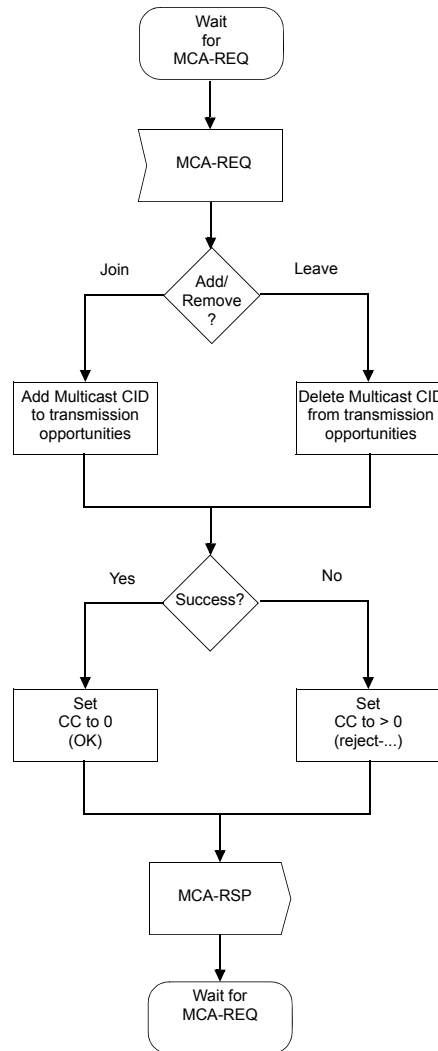 Wait
for
MCA-REQ
MCA-REQ
Join
Add/
Remove
?
Leave
Add Multicast CID
to transmission
opportunities
Delete Multicast CID
from transmission
opportunities
Yes
Success?
No
Set
CC to 0
(OK)
Set
CC to > 0
(reject-...)
MCA-RSP
Wait for
MCA-REQ